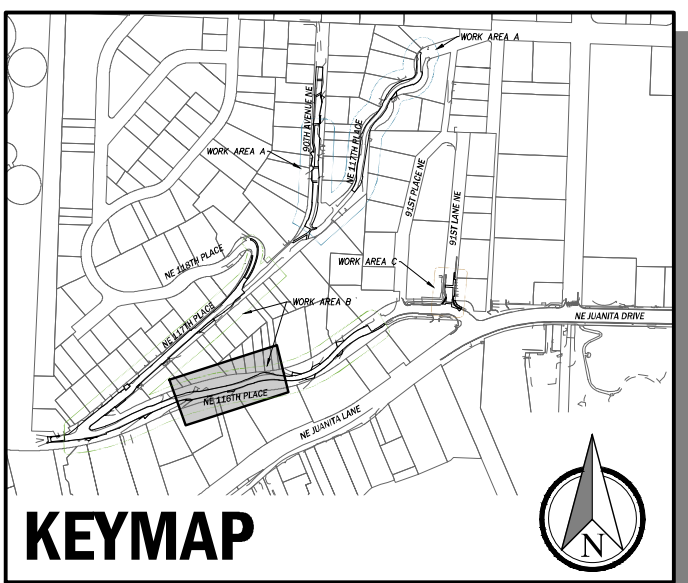 WORK AREA A
90TH AVENUE NE
NE 117TH PLACE
WORK AREA A
91ST PLACE NE
91ST LANE NE
NE 118TH PLACE
WORK AREA C
WORK AREA B
NE 117TH PLACE
NE JUANITA DRIVE
NE 116TH PLACE
NE JUANITA LANE
KEYMAP
N